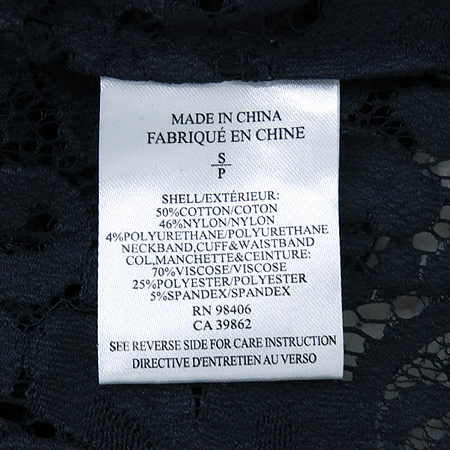 MADE IN CHINA
FABRIQUÉ EN CHINE
S
P
SHELL/EXTÉRIEUR:
50%COTTON/COTON
46%NYLON/NYLON
4%POLYURETHANE/POLYURETHANE
NECKBAND,CUFF&WAISTBAND
COL,MANCHETTE&CEINTURE:
70%VISCOSE/VISCOSE
25%POLYESTER/POLYESTER
5%SPANDEX/SPANDEX
RN 98406
CA 39862
SEE REVERSE SIDE FOR CARE INSTRUCTION
DIRECTIVE D'ENTRETIEN AU VERSO